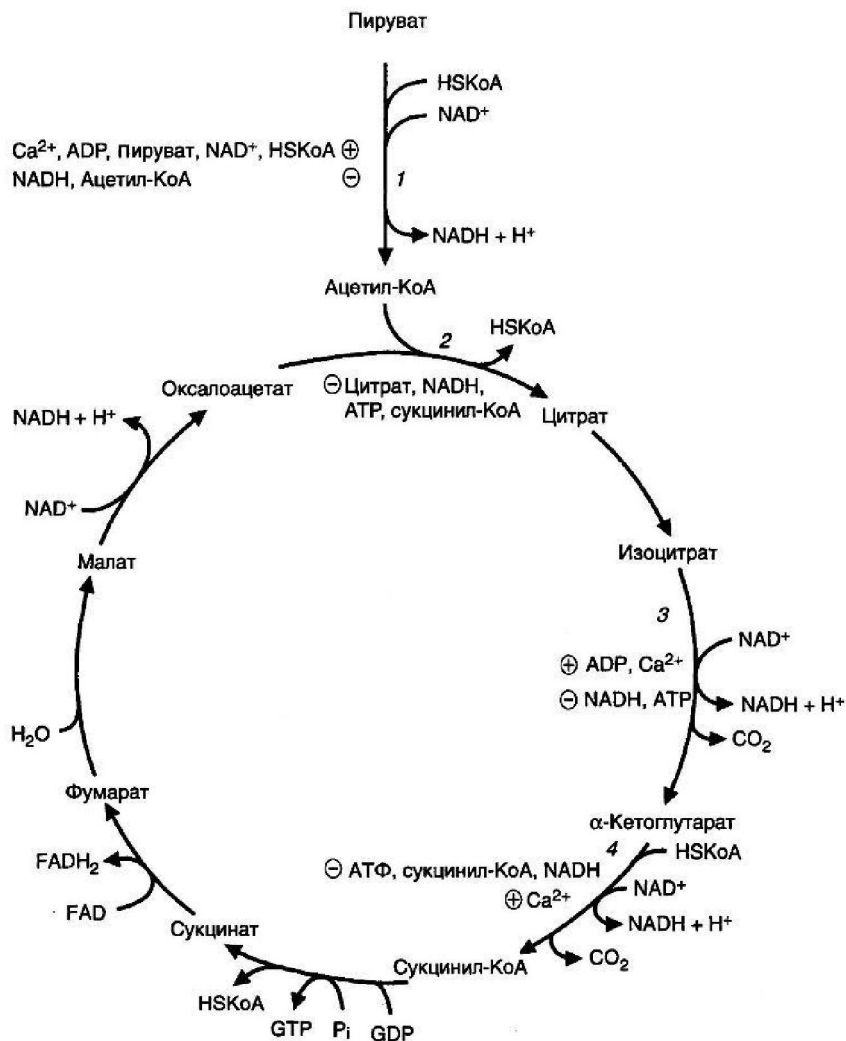 Пируват
HSKoA
NAD⁺
Ca²⁺, ADP, пируват, NAD⁺, HSKoA ⊕
NADH, Ацетил-КоА ⊖
1
NADH + H⁺
Ацетил-КоА
HSKoA
2
Оксалоацетат
⊖ Цитрат, NADH,
АТР, сукцинил-КоА
Цитрат
NADH + H⁺
NAD⁺
Малат
Изоцитрат
3
NAD⁺
⊕ ADP, Ca²⁺
⊖ NADH, ATP
NADH + H⁺
CO₂
H₂O
Фумарат
α-Кетоглутарат
4
HSKoA
⊖ АТФ, сукцинил-КоА, NADH
⊕ Ca²⁺
NAD⁺
NADH + H⁺
CO₂
FADH₂
FAD
Сукцинат
Сукцинил-КоА
HSKoA
GTP
Pᵢ
GDP